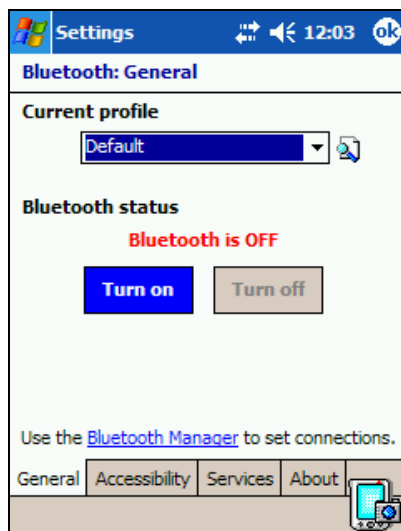 Settings 12:03 ok
Bluetooth: General
Current profile
Default
Bluetooth status
Bluetooth is OFF
Turn on Turn off
Use the Bluetooth Manager to set connections.
General Accessibility Services About